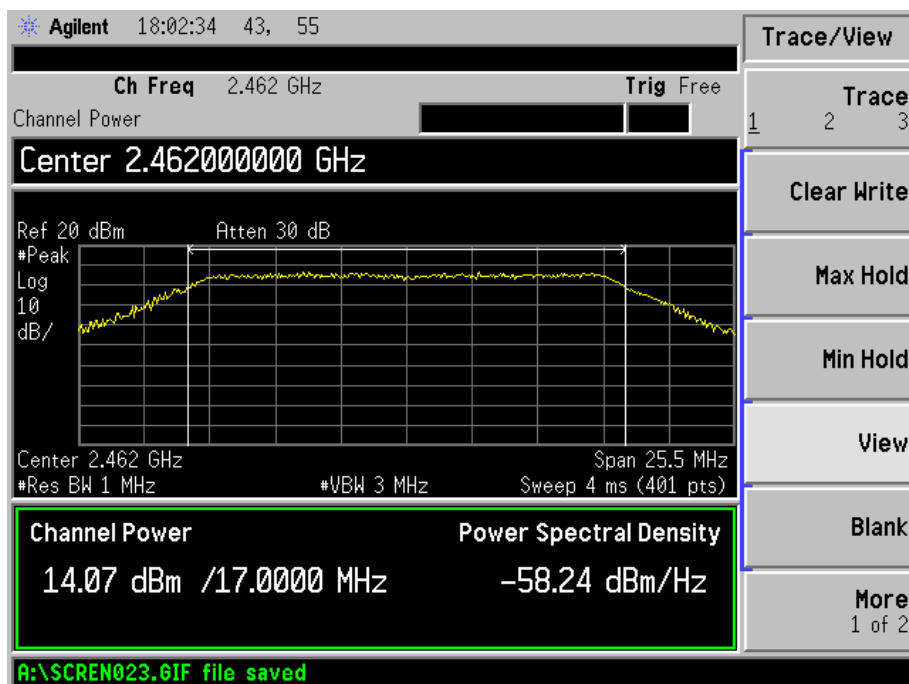 Agilent 18:02:34 43, 55
Trace/View
Ch Freq 2.462 GHz Trig Free
Channel Power
Trace
1 2 3
Center 2.462000000 GHz
Clear Write
Ref 20 dBm Atten 30 dB
#Peak
Log
10
dB/
Max Hold
Min Hold
View
Center 2.462 GHz Span 25.5 MHz
#Res BW 1 MHz #VBW 3 MHz Sweep 4 ms (401 pts)
Channel Power Power Spectral Density
14.07 dBm /17.0000 MHz -58.24 dBm/Hz
Blank
More
1 of 2
A:\SCREN023.GIF file saved